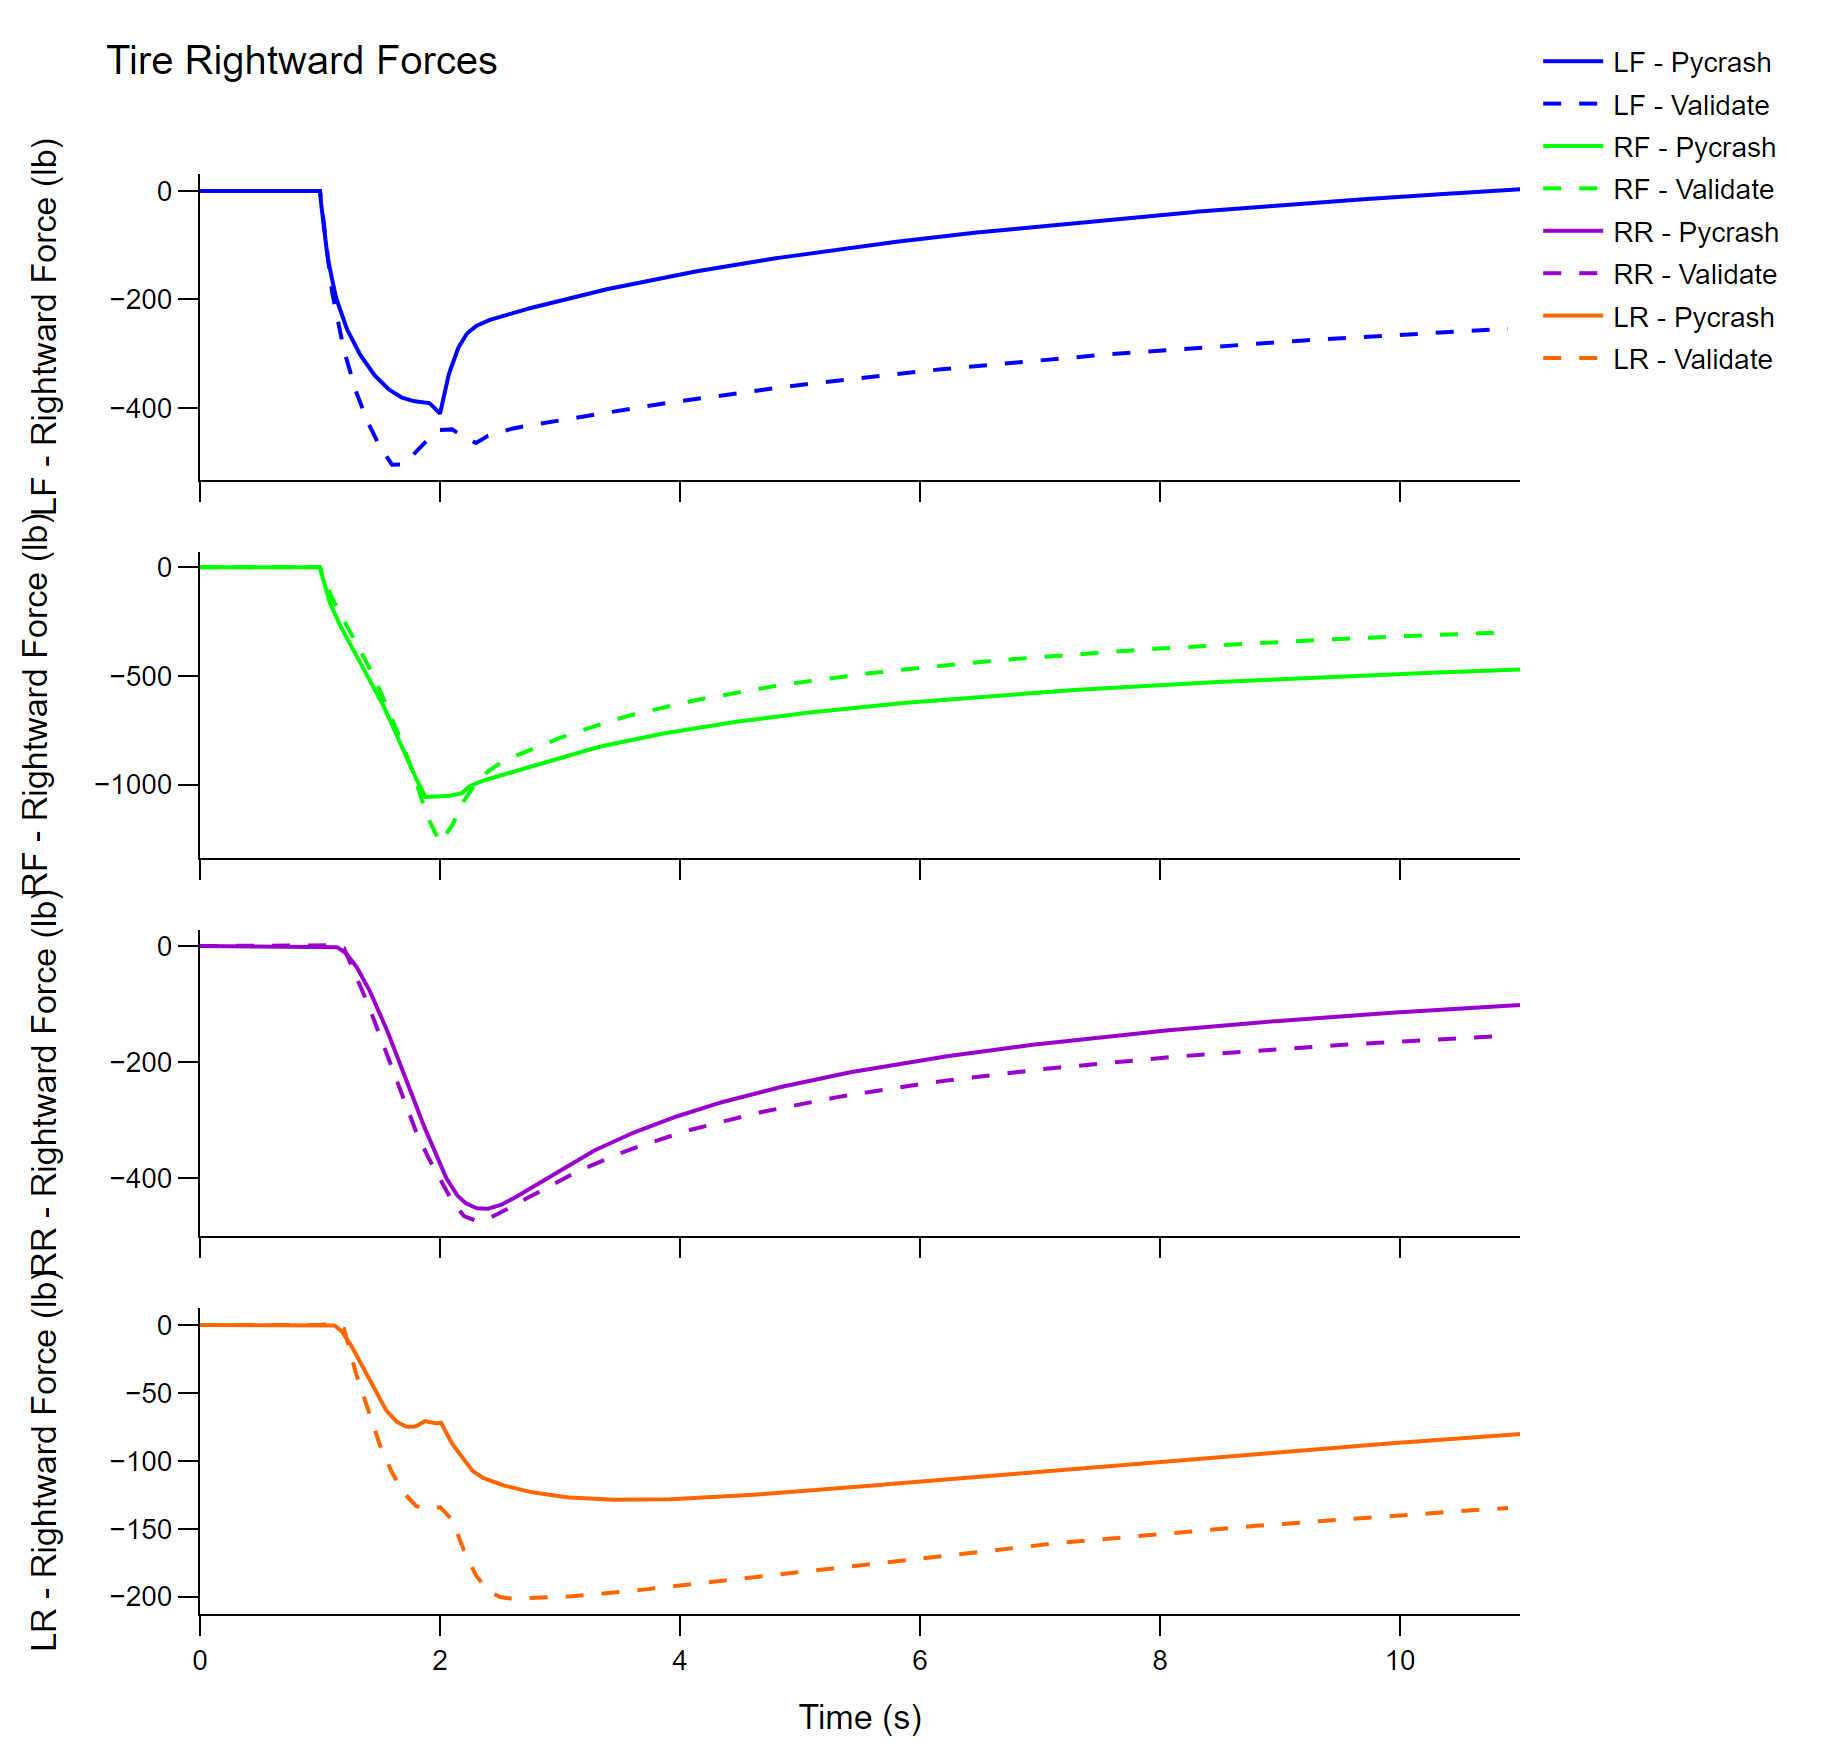 Tire Rightward Forces
LF - Pycrash
LF - Validate
RF - Pycrash
RF - Validate
RR - Pycrash
RR - Validate
LR - Pycrash
LR - Validate
LF - Rightward Force (lb)
0
−200
−400
RF - Rightward Force (lb)
0
−500
−1000
RR - Rightward Force (lb)
0
−200
−400
LR - Rightward Force (lb)
0
−50
−100
−150
−200
0 2 4 6 8 10
Time (s)